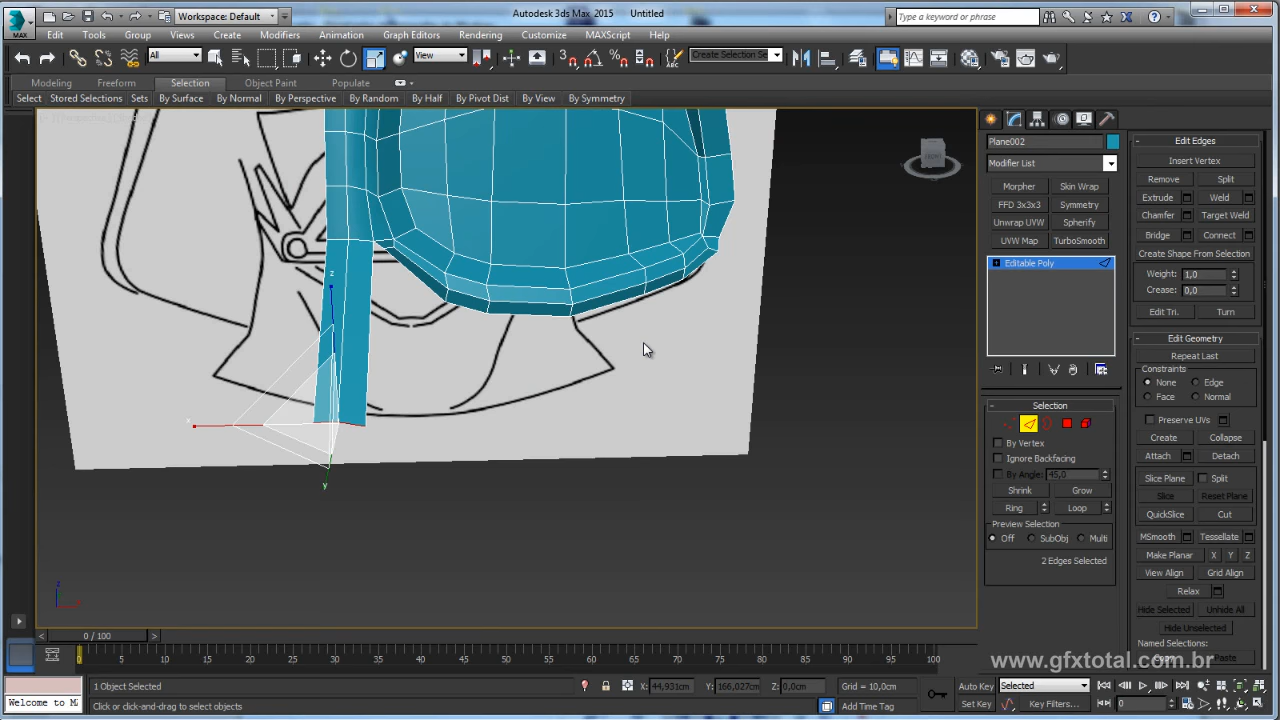 Autodesk 3ds Max 2015 Untitled
Workspace: Default
Type a keyword or phrase
MAX
Edit Tools Group Views Create Modifiers Animation Graph Editors Rendering Customize MAXScript Help
All
View
Create Selection Se
Modeling Freeform Selection Object Paint Populate
Select Stored Selections Sets By Surface By Normal By Perspective By Random By Half By Pivot Dist By View By Symmetry
Plane002
Modifier List
Morpher Skin Wrap
FFD 3x3x3 Symmetry
Unwrap UVW Spherify
UVW Map TurboSmooth
Editable Poly
Selection
By Vertex
Ignore Backfacing
By Angle: 45,0
Shrink Grow
Ring Loop
Preview Selection
Off SubObj Multi
2 Edges Selected
Edit Edges
Insert Vertex
Remove Split
Extrude Weld
Chamfer Target Weld
Bridge Connect
Create Shape From Selection
Weight: 1,0
Crease: 0,0
Edit Tri. Turn
Edit Geometry
Repeat Last
Constraints
None Edge
Face Normal
Preserve UVs
Create Collapse
Attach Detach
Slice Plane Split
Slice Reset Plane
QuickSlice Cut
MSmooth Tessellate
Make Planar X Y Z
View Align Grid Align
Relax
Hide Selected Unhide All
Hide Unselected
Named Selections:
www.gfxtotal.com.br
z
x
y
z
0 / 100
0 5 10 15 20 25 30 35 40 45 50 55 60 65 70 75 80 85 90 95 100
1 Object Selected
X: 44,931cm Y: 166,027cm Z: 0,0cm Grid = 10,0cm
Auto Key Selected
Welcome to M
Click or click-and-drag to select objects
Add Time Tag
Set Key Key Filters...
0